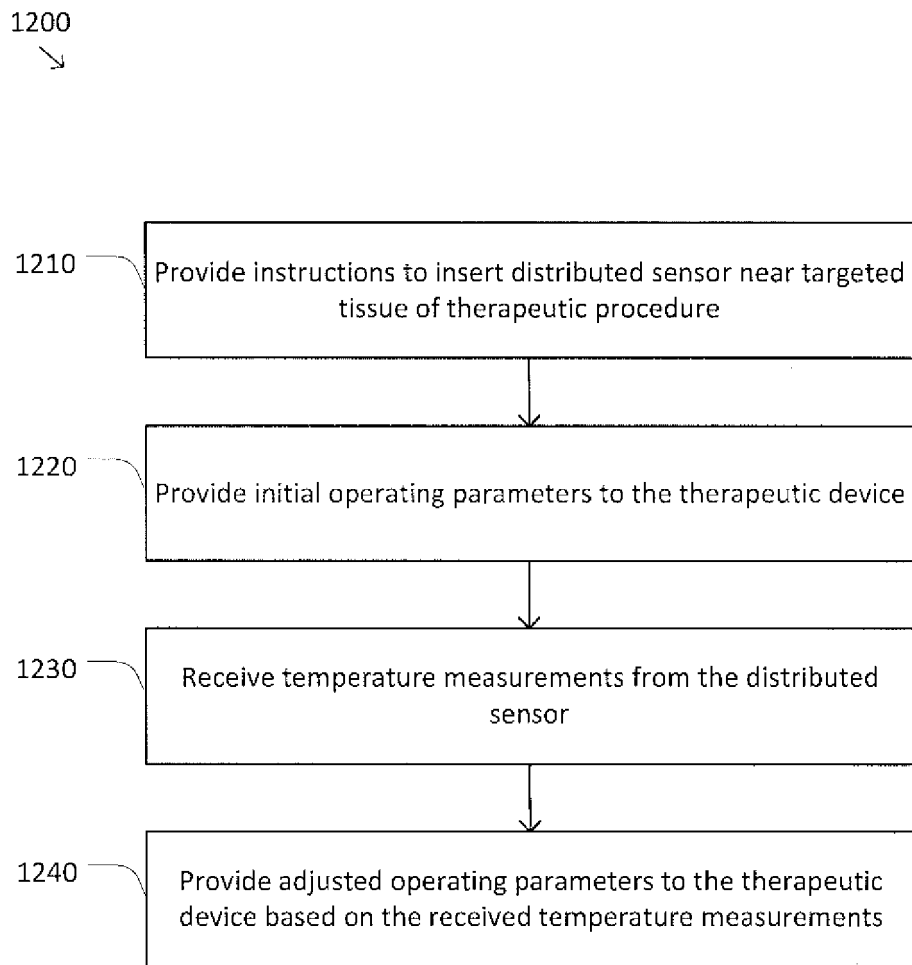 1200
1210
Provide instructions to insert distributed sensor near targeted
tissue of therapeutic procedure
1220
Provide initial operating parameters to the therapeutic device
1230
Receive temperature measurements from the distributed
sensor
1240
Provide adjusted operating parameters to the therapeutic
device based on the received temperature measurements